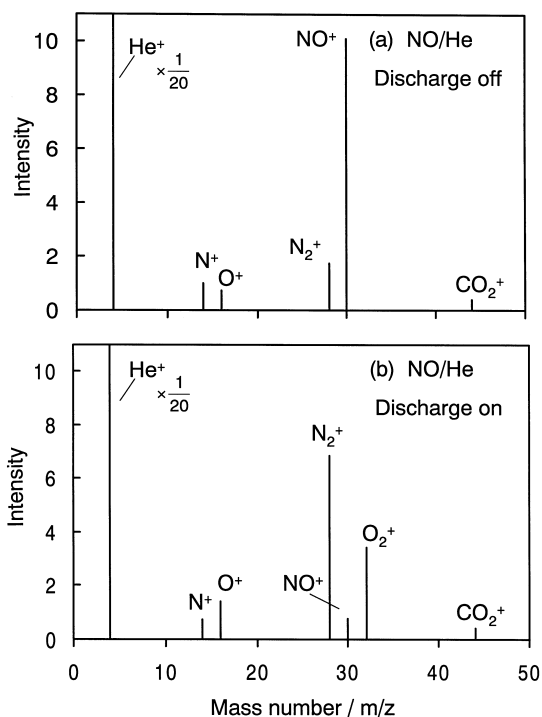 10
8
6
4
2
0
Intensity
He⁺
× 1/20
NO⁺
(a) NO/He
Discharge off
N⁺
O⁺
N₂⁺
CO₂⁺
10
8
6
4
2
0
Intensity
He⁺
× 1/20
(b) NO/He
Discharge on
N₂⁺
O₂⁺
N⁺
O⁺
NO⁺
CO₂⁺
0 10 20 30 40 50
Mass number / m/z